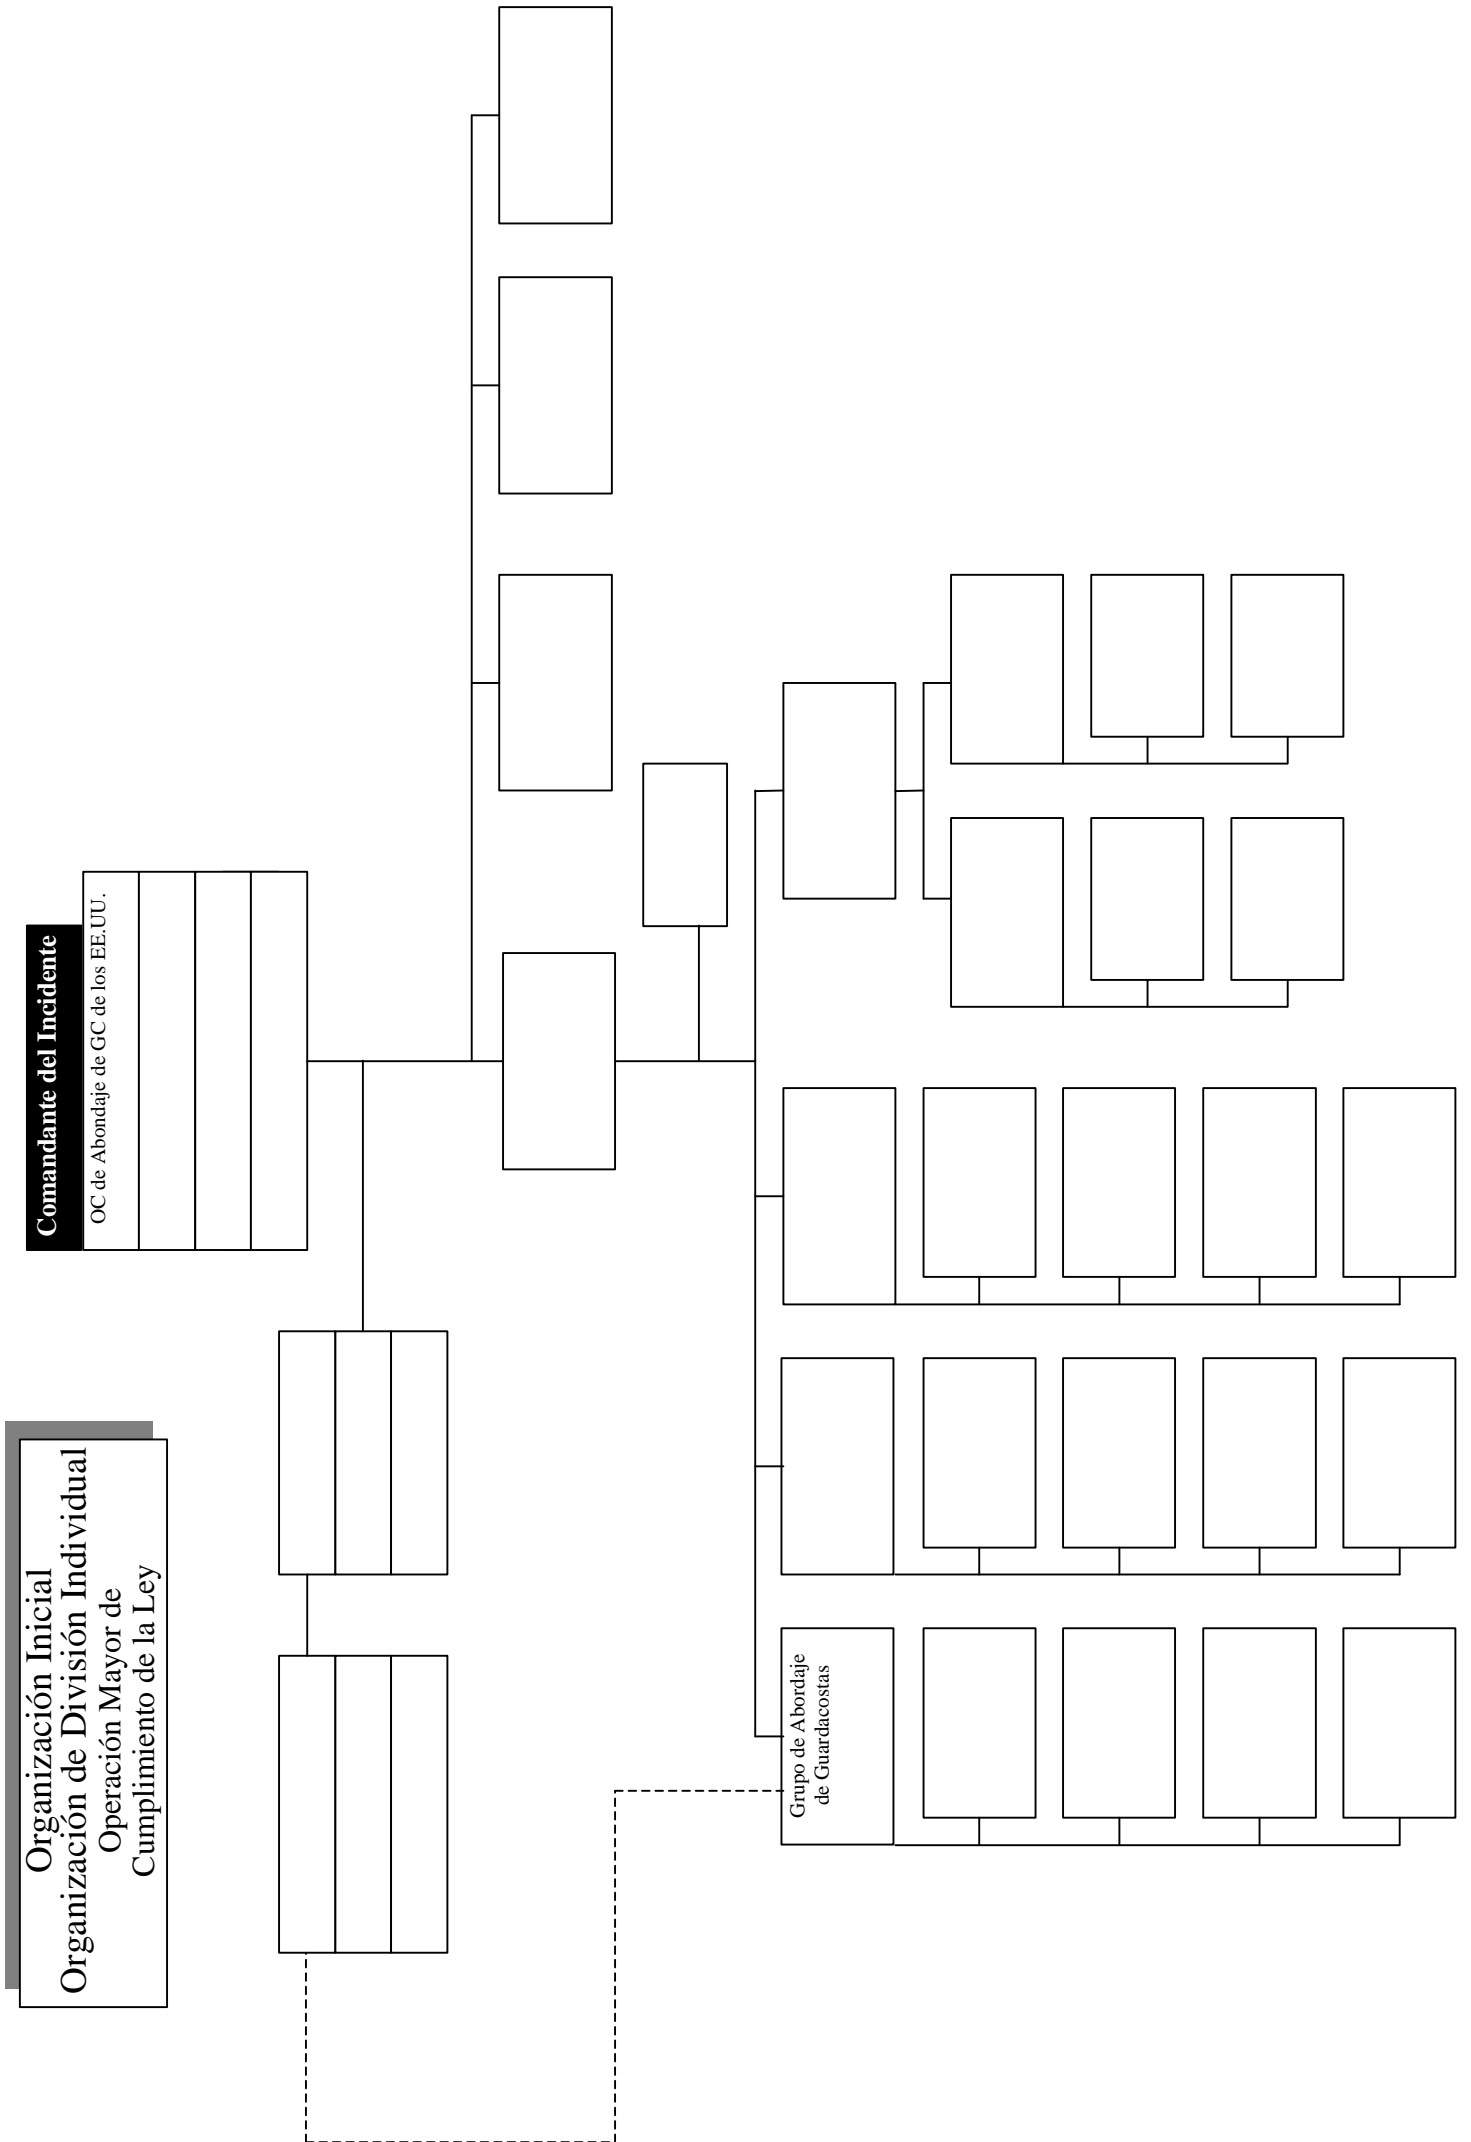 Organización Inicial
Organización de División Individual
Operación Mayor de
Cumplimiento de la Ley
Comandante del Incidente
OC de Abondaje de GC de los EE.UU.
Grupo de Abordaje
de Guardacostas